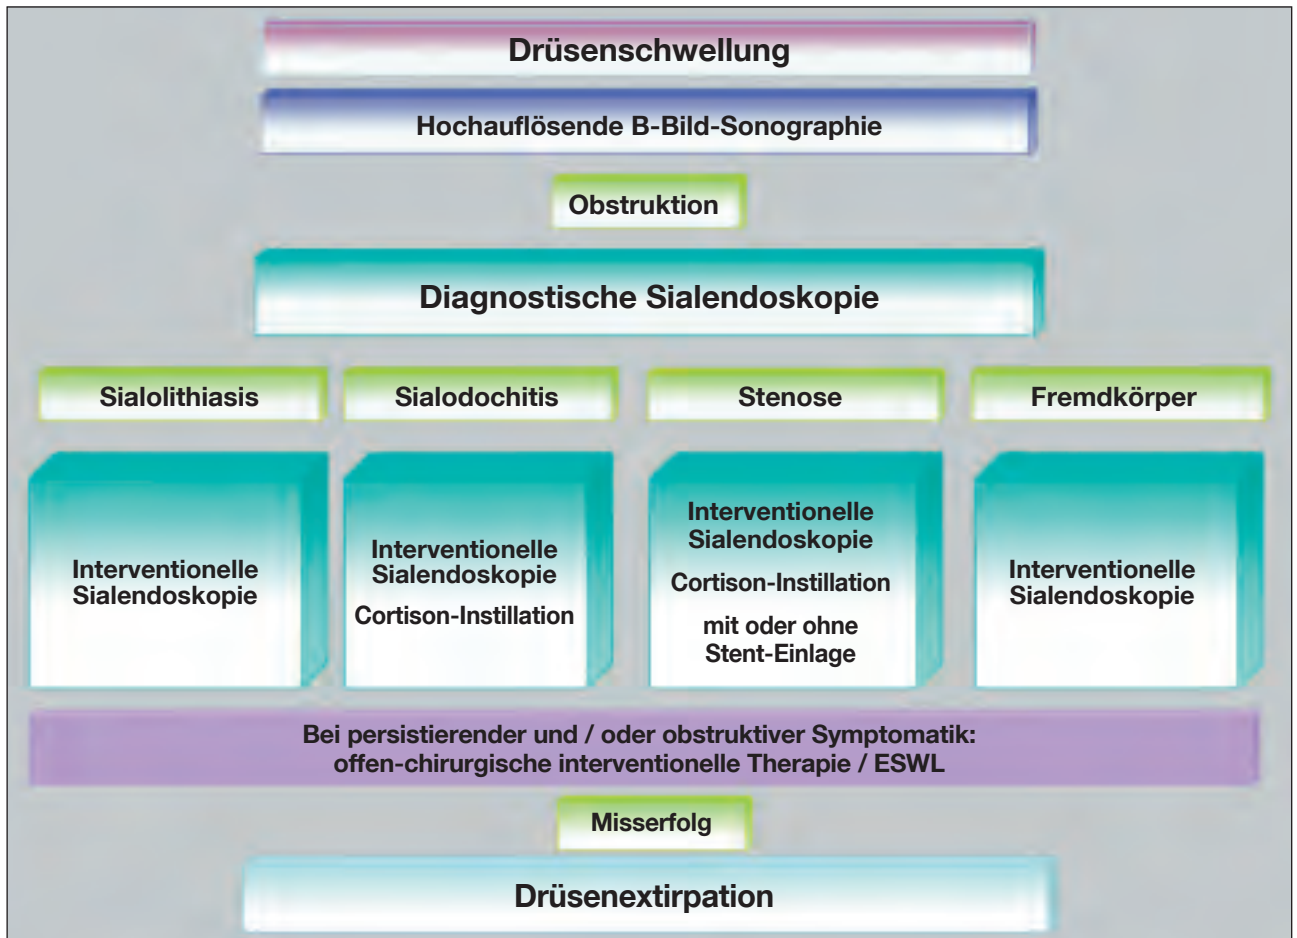 Drüsenschwellung
Hochauflösende B-Bild-Sonographie
Obstruktion
Diagnostische Sialendoskopie
Sialolithiasis
Sialodochitis
Stenose
Fremdkörper
Interventionelle
Sialendoskopie
Interventionelle
Sialendoskopie
Cortison-Instillation
Interventionelle
Sialendoskopie
Cortison-Instillation
mit oder ohne
Stent-Einlage
Interventionelle
Sialendoskopie
Bei persistierender und / oder obstruktiver Symptomatik:
offen-chirurgische interventionelle Therapie / ESWL
Misserfolg
Drüsenextirpation